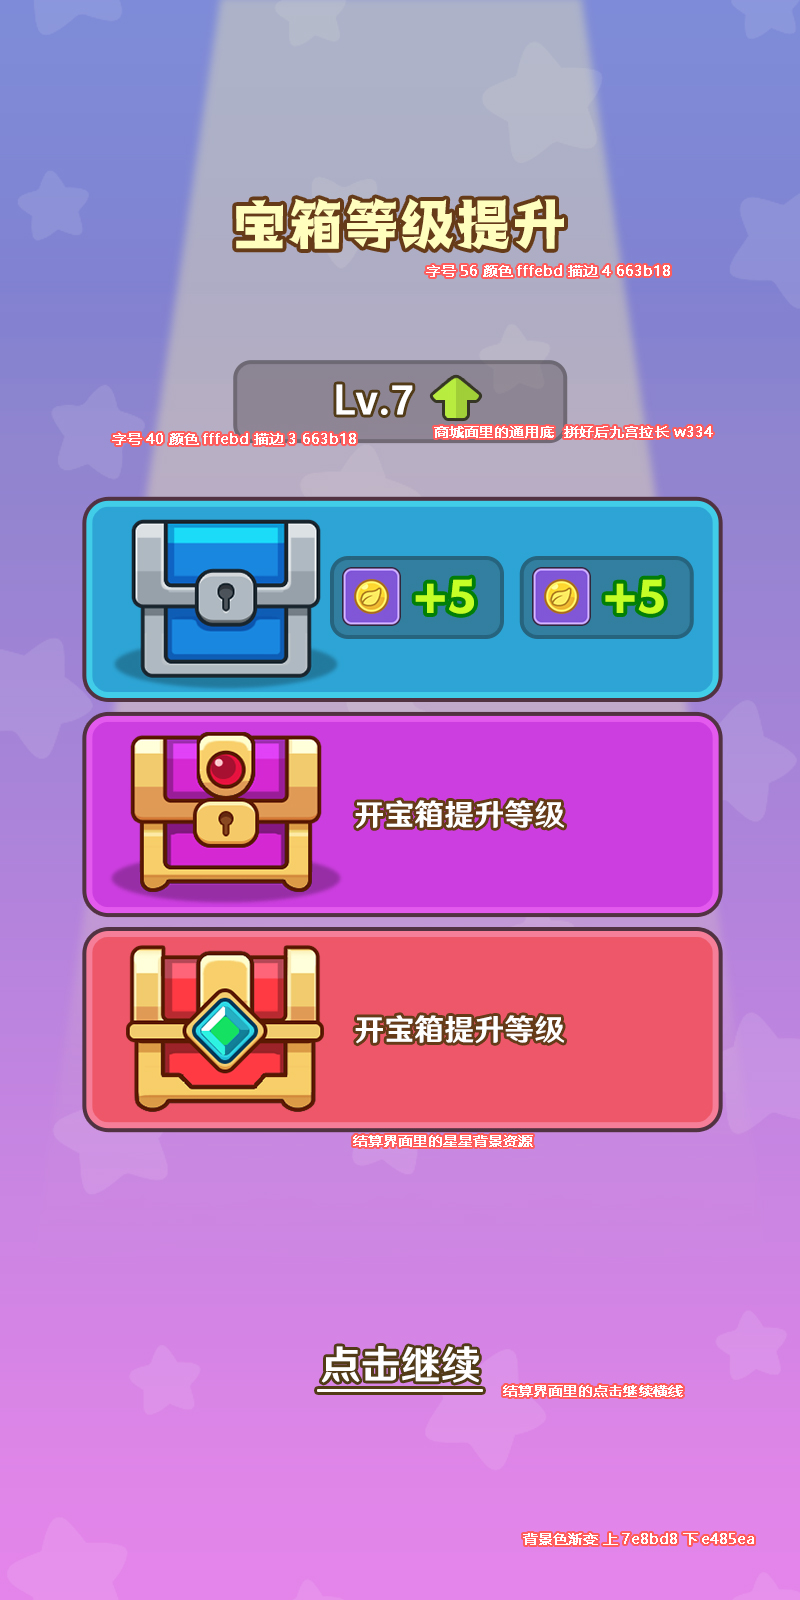 宝箱等级提升
字号 56 颜色 fffebd 描边 4 663b18
Lv.7
字号 40 颜色 fffebd 描边 3 663b18
商城面里的通用底 拼好后九宫拉长 w334
+5
+5
开宝箱提升等级
开宝箱提升等级
结算界面里的星星背景资源
点击继续
结算界面里的点击继续横线
背景色渐变 上 7e8bd8 下 e485ea